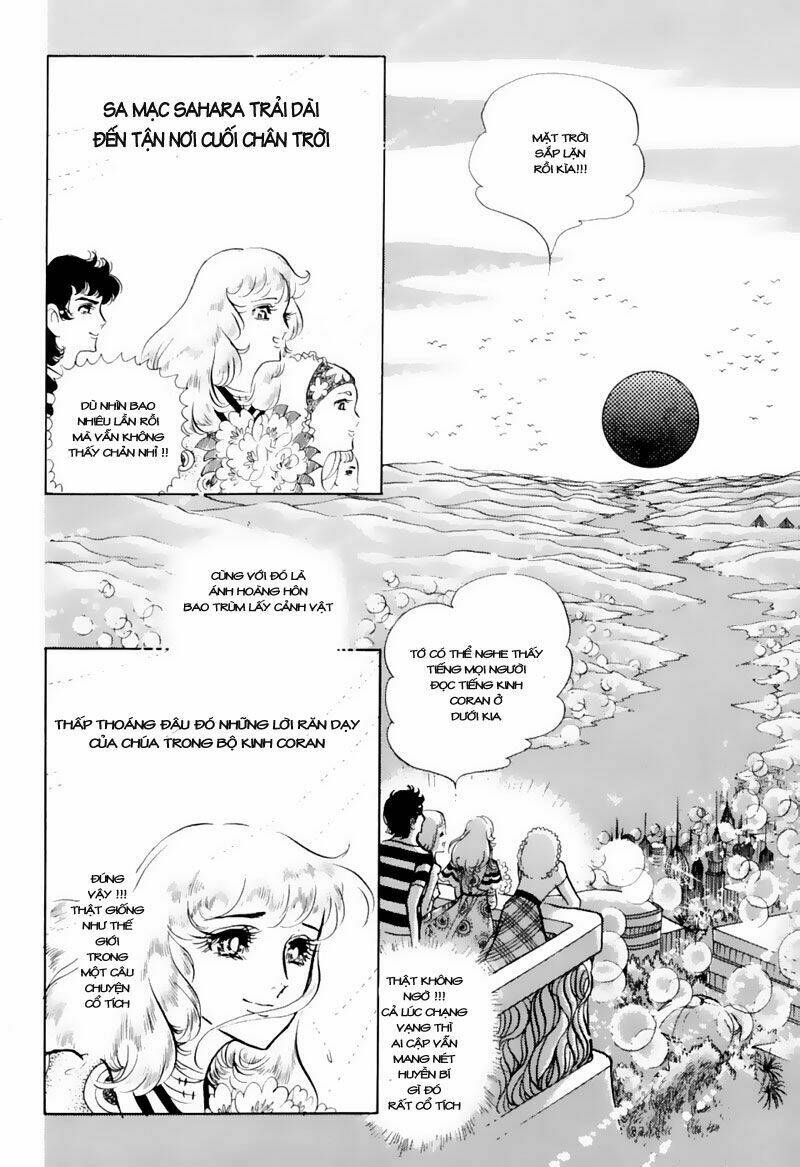 SA MẠC SAHARA TRẢI DÀI
ĐẾN TẬN NƠI CUỐI CHÂN TRỜI
MẶT TRỜI
SẮP LẶN
RỒI KÌA!!!
DÙ NHÌN BAO
NHIÊU LẦN RỒI
MÀ VẪN KHÔNG
THẤY CHÁN NHỈ !!
CÙNG VỚI ĐÓ LÀ
ÁNH HOÀNG HÔN
BAO TRÙM LẤY CẢNH VẬT
TỚ CÓ THỂ NGHE THẤY
TIẾNG MỌI NGƯỜI
ĐỌC TIẾNG KINH
CORAN Ở
DƯỚI KIA
THẤP THOÁNG ĐÂU ĐÓ NHỮNG LỜI RĂN DẠY
CỦA CHÚA TRONG BỘ KINH CORAN
ĐÚNG
VẬY !!!
THẬT GIỐNG
NHƯ THẾ
GIỚI
TRONG
MỘT CÂU
CHUYỆN
CỔ TÍCH
THẬT KHÔNG
NGỜ !!!
CẢ LÚC CHẠNG
VẠNG THÌ
AI CẬP VẪN
MANG NÉT
HUYỀN BÍ
GÌ ĐÓ
RẤT CỔ TÍCH